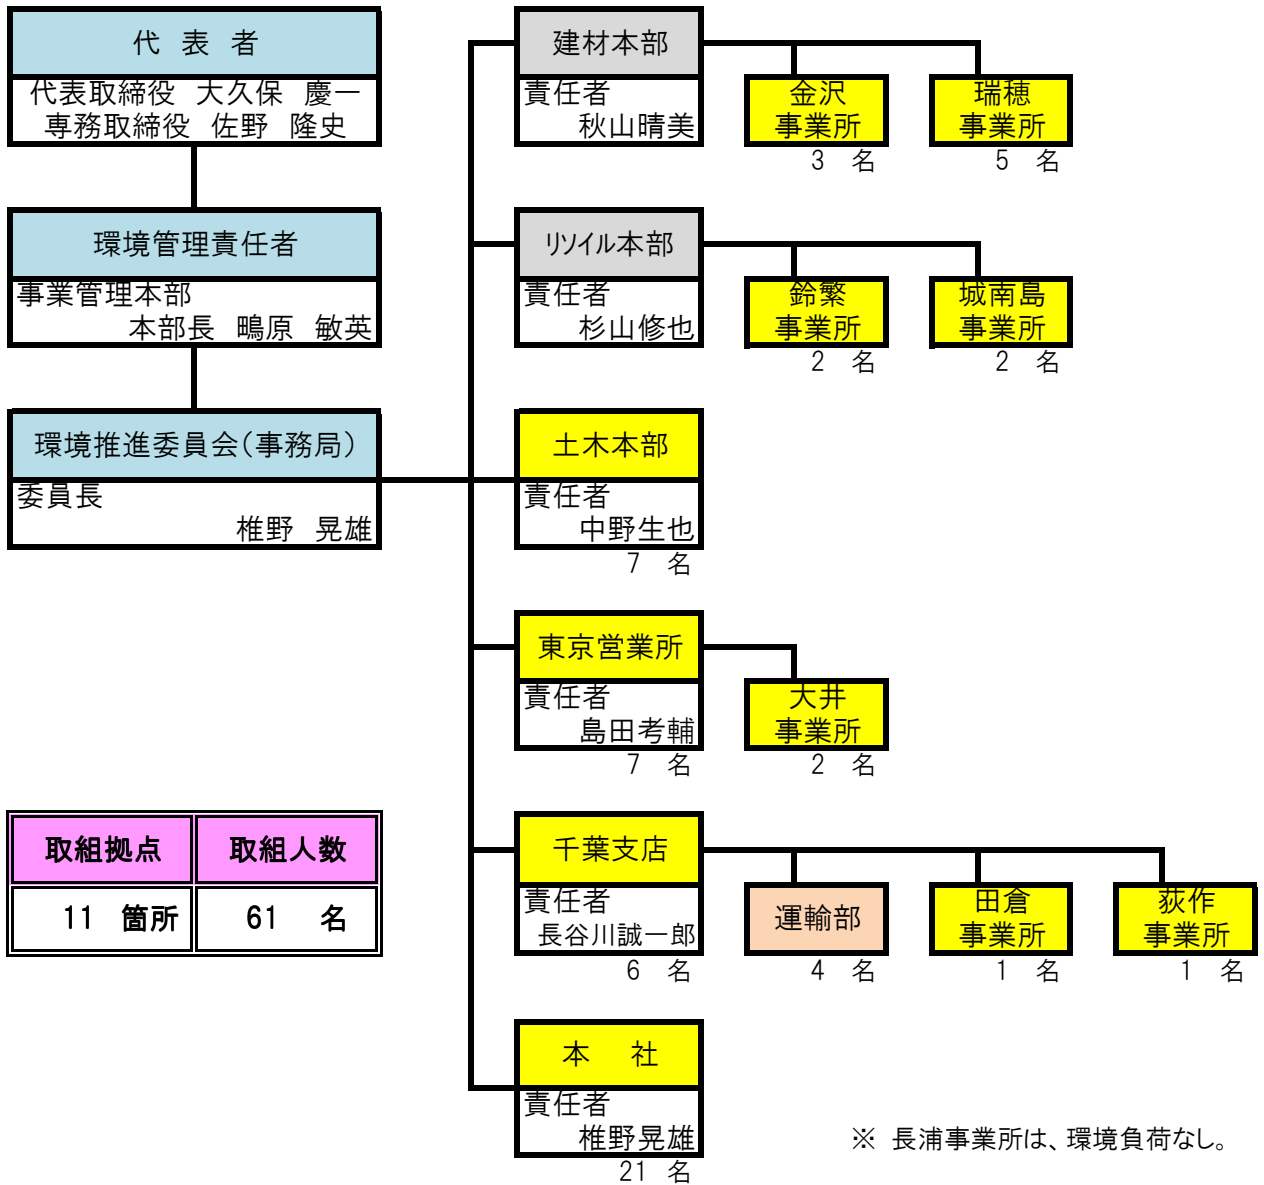 代 表 者
代表取締役 大久保 慶一
専務取締役 佐野 隆史
環境管理責任者
事業管理本部
本部長 鴫原 敏英
環境推進委員会(事務局)
委員長
椎野 晃雄
建材本部
責任者
秋山晴美
金沢
事業所
3 名
瑞穂
事業所
5 名
リソイル本部
責任者
杉山修也
鈴繁
事業所
2 名
城南島
事業所
2 名
土木本部
責任者
中野生也
7 名
東京営業所
責任者
島田考輔
7 名
大井
事業所
2 名
千葉支店
責任者
長谷川誠一郎
6 名
運輸部
4 名
田倉
事業所
1 名
荻作
事業所
1 名
本 社
責任者
椎野晃雄
21 名
取組拠点 取組人数
11 箇所 61 名
※ 長浦事業所は、環境負荷なし。